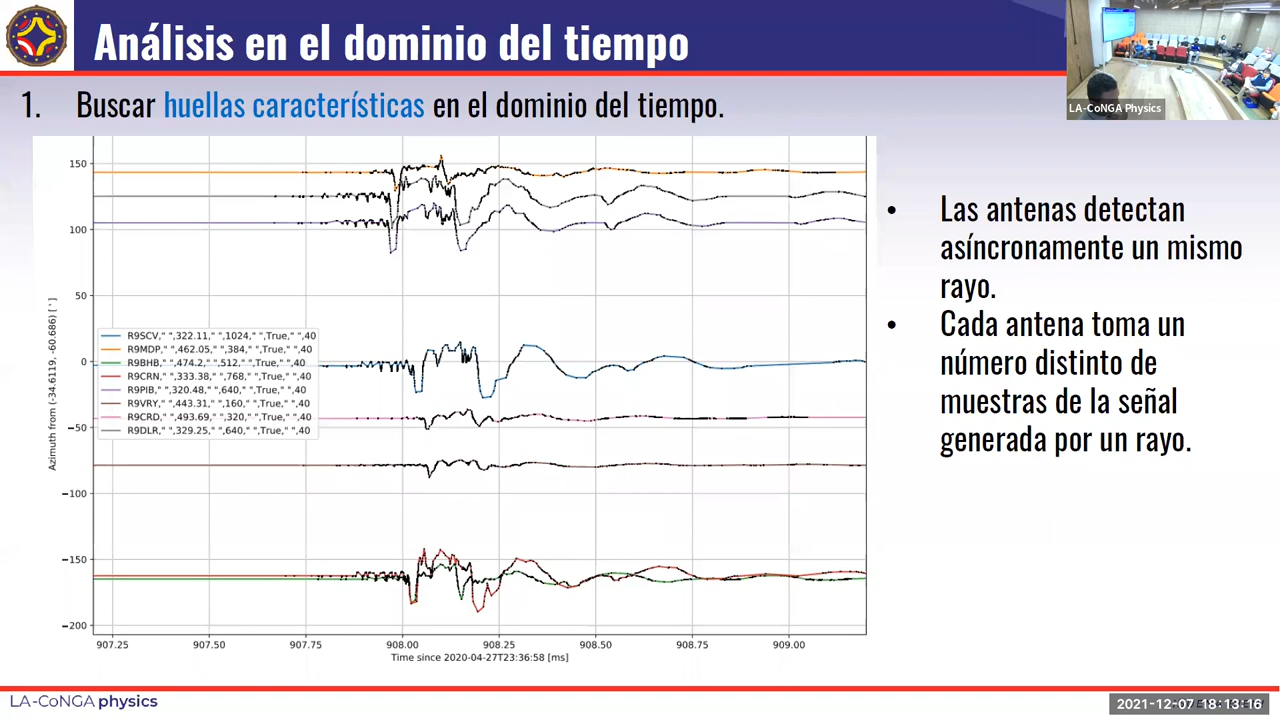 Análisis en el dominio del tiempo
LA-CoNGA Physics
1. Buscar huellas características en el dominio del tiempo.
150
100
50
0
−50
−100
−150
−200
Azimuth from (-34.6119, -60.686) [ ˚ ]
R9SCV," ",322.11," ",1024," ",True," ",40
R9MDP," ",462.05," ",384," ",True," ",40
R9BHB," ",474.2," ",512," ",True," ",40
R9CRN," ",333.38," ",768," ",True," ",40
R9PIB," ",320.48," ",640," ",True," ",40
R9VRY," ",443.31," ",160," ",True," ",40
R9CRD," ",493.69," ",320," ",True," ",40
R9DLR," ",329.25," ",640," ",True," ",40
907.25 907.50 907.75 908.00 908.25 908.50 908.75 909.00
Time since 2020-04-27T23:36:58 [ms]
• Las antenas detectan
asíncronamente un mismo
rayo.
• Cada antena toma un
número distinto de
muestras de la señal
generada por un rayo.
LA-CoNGA physics
2021-12-07 18:13:16